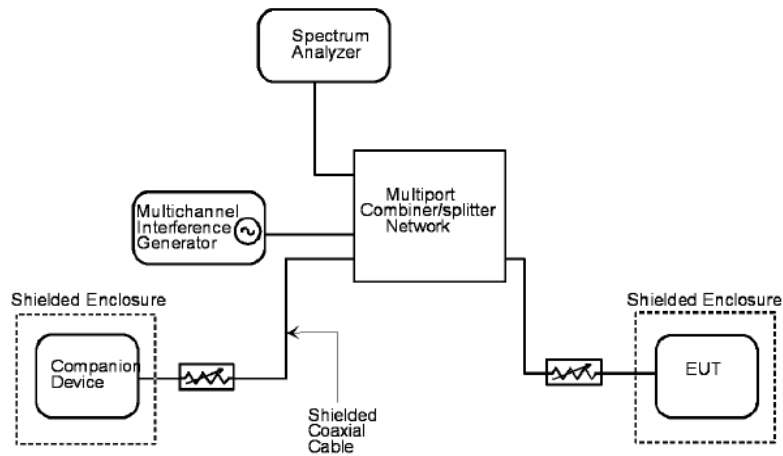 Spectrum
Analyzer
Multiport
Combiner/splitter
Network
Multichannel
Interference
Generator
Shielded Enclosure
Companion
Device
Shielded
Coaxial
Cable
Shielded Enclosure
EUT